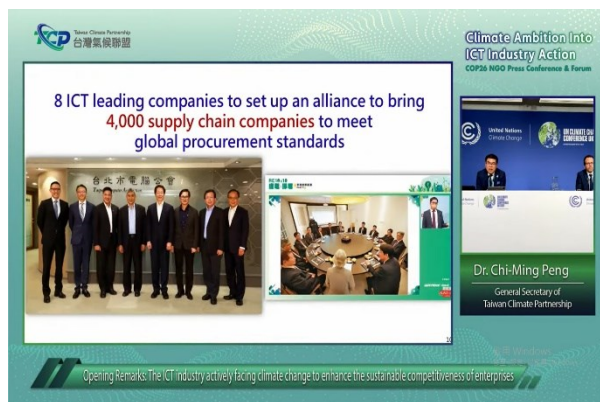 TCP
Taiwan Climate Partnership
台灣氣候聯盟
Climate Ambition Into
ICT Industry Action
COP26 NGO Press Conference & Forum
8 ICT leading companies to set up an alliance to bring
4,000 supply chain companies to meet
global procurement standards
台北市電腦公會
United Nations
Climate Change
UN CLIMATE CHANGE
CONFERENCE UK
Dr. Chi-Ming Peng
General Secretary of
Taiwan Climate Partnership
Windows
Opening Remarks: The ICT industry actively facing climate change to enhance the sustainable competitiveness of enterprises